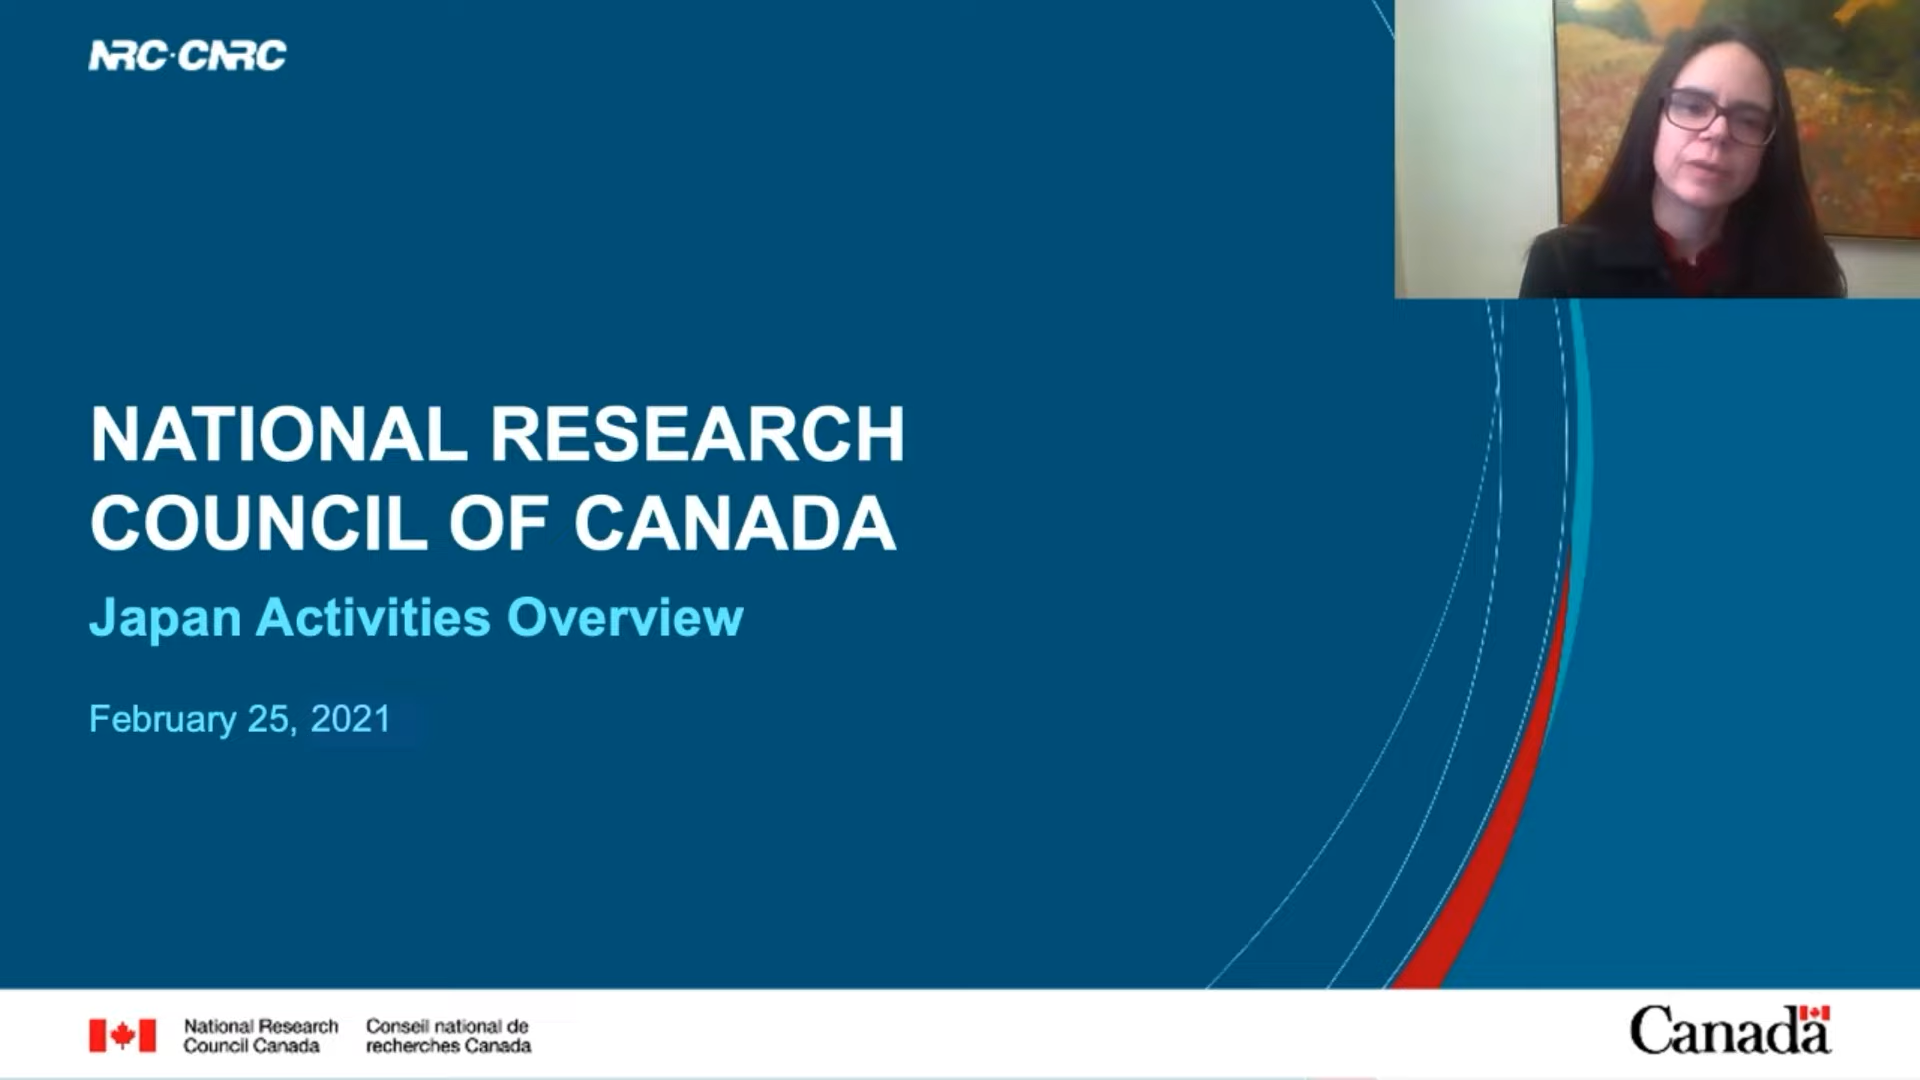 NRC·CNRC
NATIONAL RESEARCH
COUNCIL OF CANADA
Japan Activities Overview
February 25, 2021
National Research
Council Canada
Conseil national de
recherches Canada
Canada